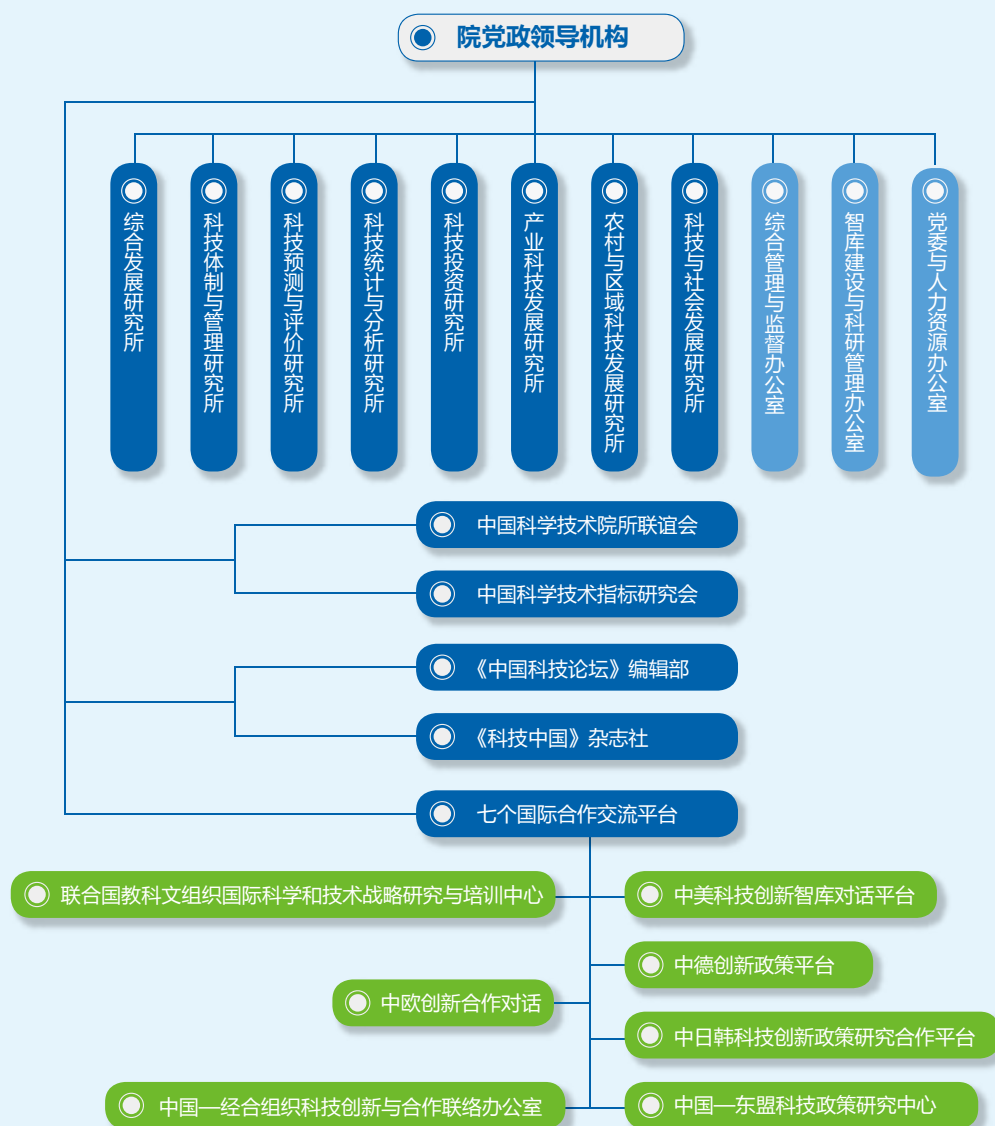 院党政领导机构
综合发展研究所
科技体制与管理研究所
科技预测与评价研究所
科技统计与分析研究所
科技投资研究所
产业科技发展研究所
农村与区域科技发展研究所
科技与社会发展研究所
综合管理与监督办公室
智库建设与科研管理办公室
党委与人力资源办公室
中国科学技术院所联谊会
中国科学技术指标研究会
《中国科技论坛》编辑部
《科技中国》杂志社
七个国际合作交流平台
联合国教科文组织国际科学和技术战略研究与培训中心
中美科技创新智库对话平台
中德创新政策平台
中欧创新合作对话
中日韩科技创新政策研究合作平台
中国—经合组织科技创新与合作联络办公室
中国—东盟科技政策研究中心